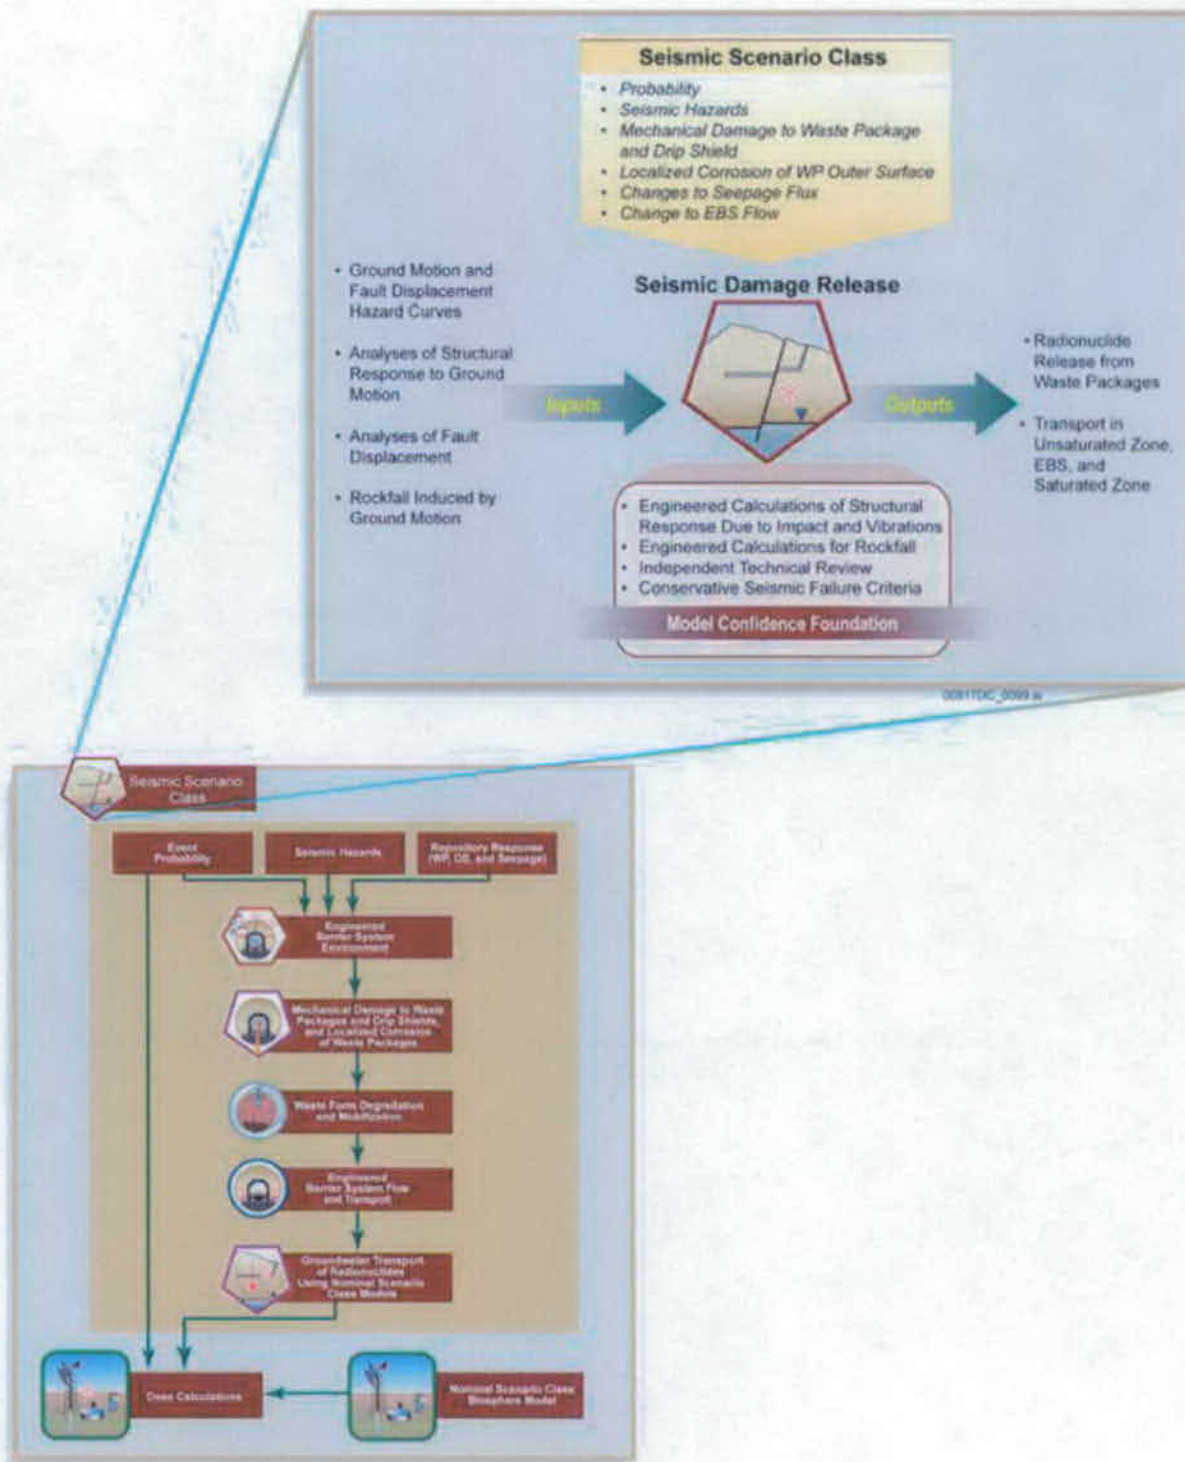 Seismic Scenario Class
• Probability
• Seismic Hazards
• Mechanical Damage to Waste Package
and Drip Shield
• Localized Corrosion of WP Outer Surface
• Changes to Seepage Flux
• Change to EBS Flow
• Ground Motion and
Fault Displacement
Hazard Curves
• Analyses of Structural
Response to Ground
Motion
• Analyses of Fault
Displacement
• Rockfall Induced by
Ground Motion
Inputs
Seismic Damage Release
Outputs
• Radionuclide
Release from
Waste Packages
• Transport in
Unsaturated Zone,
EBS, and
Saturated Zone
• Engineered Calculations of Structural
Response Due to Impact and Vibrations
• Engineered Calculations for Rockfall
• Independent Technical Review
• Conservative Seismic Failure Criteria
Model Confidence Foundation
Seismic Scenario
Class
Event
Probability
Seismic Hazards
Repository Response
(WP, DS, and Seepage)
Engineered
Barrier System
Environment
Mechanical Damage to Waste
Packages and Drip Shields,
and Localized Corrosion
of Waste Packages
Waste Form Degradation
and Mobilization
Engineered
Barrier System Flow
and Transport
Groundwater Transport
of Radionuclides
Using Nominal Scenario
Class Models
Dose Calculations
Nominal Scenario Class
Biosphere Model